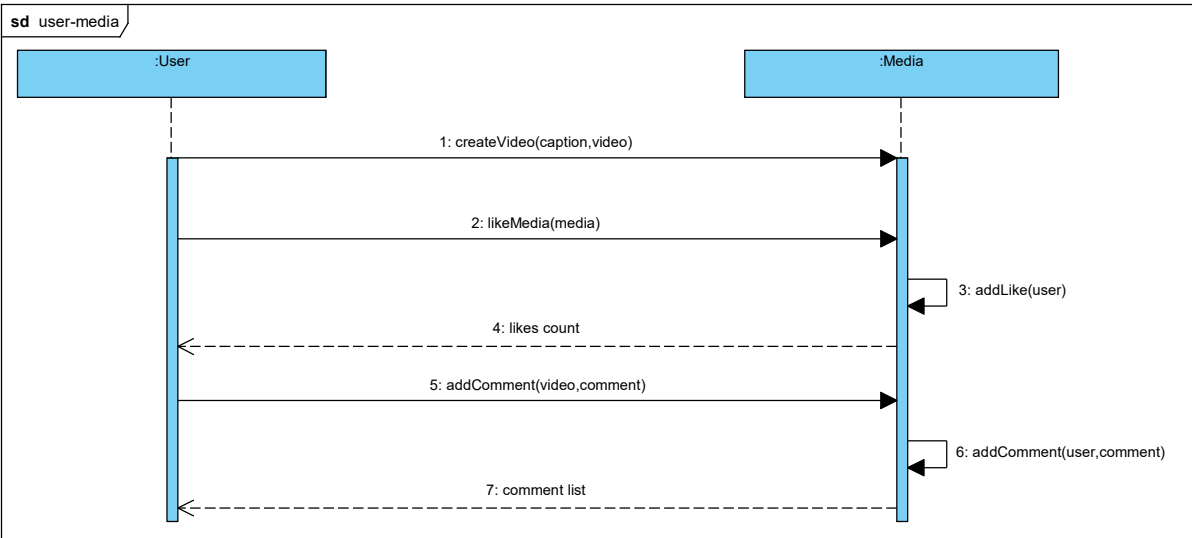 sd user-media
:User
:Media
1: createVideo(caption,video)
2: likeMedia(media)
3: addLike(user)
4: likes count
5: addComment(video,comment)
6: addComment(user,comment)
7: comment list